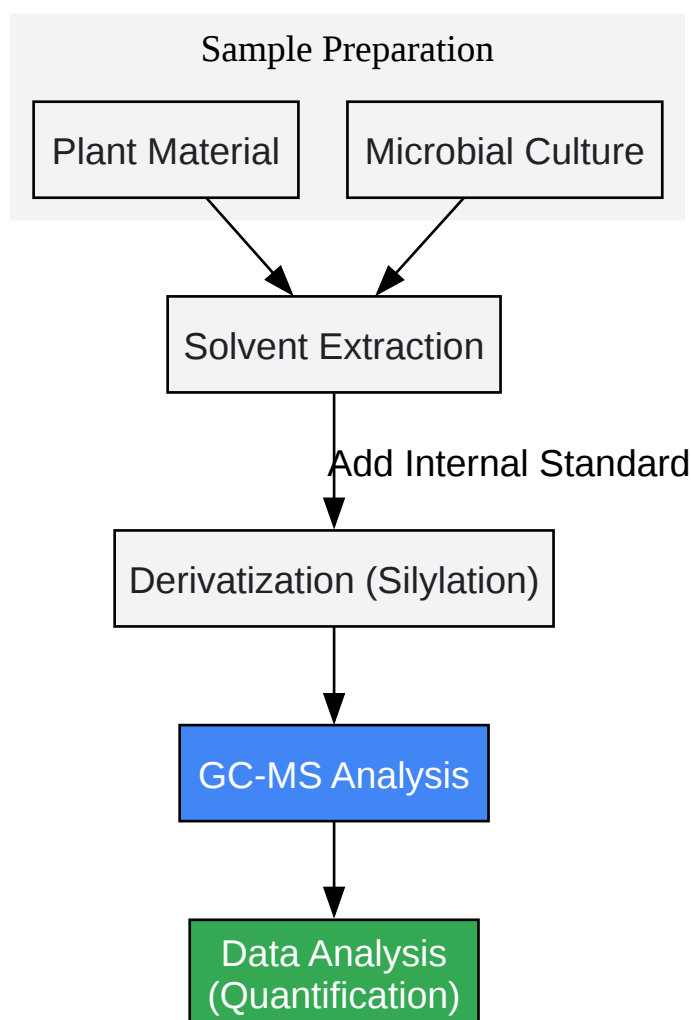 Sample Preparation
Plant Material
Microbial Culture
Solvent Extraction
Add Internal Standard
Derivatization (Silylation)
GC-MS Analysis
Data Analysis
(Quantification)